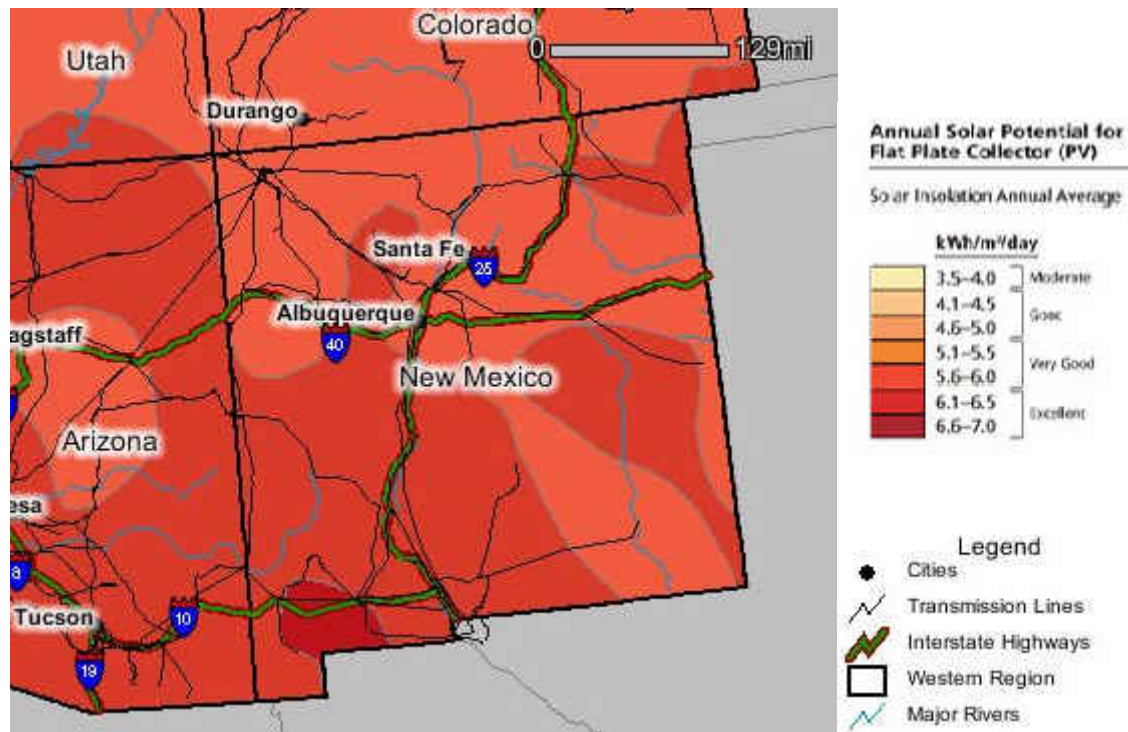 Colorado
0 129mi
Utah
Durango
Santa Fe
25
Albuquerque
40
agstaff
New Mexico
Arizona
esa
8
Tucson
10
19
Annual Solar Potential for
Flat Plate Collector (PV)
Solar Insolation Annual Average
kWh/m²/day
3.5–4.0 Moderate
4.1–4.5
Good
4.6–5.0
5.1–5.5
Very Good
5.6–6.0
6.1–6.5
Excellent
6.6–7.0
Legend
Cities
Transmission Lines
Interstate Highways
Western Region
Major Rivers